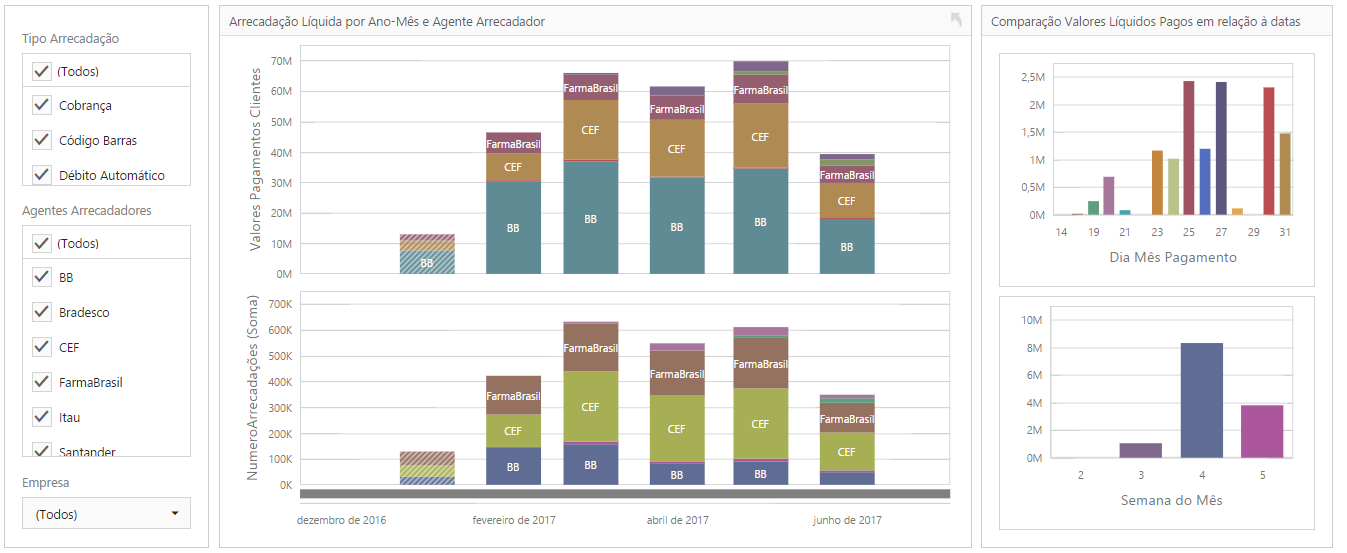 Tipo Arrecadação
(Todos)
Cobrança
Código Barras
Débito Automático
Agentes Arrecadadores
(Todos)
BB
Bradesco
CEF
FarmaBrasil
Itau
Santander
Empresa
(Todos)
Arrecadação Líquida por Ano-Mês e Agente Arrecadador
Valores Pagamentos Clientes
70M
60M
50M
40M
30M
20M
10M
0M
BB
FarmaBrasil
CEF
BB
FarmaBrasil
CEF
BB
FarmaBrasil
CEF
BB
FarmaBrasil
CEF
BB
FarmaBrasil
CEF
BB
NumeroArrecadações (Soma)
700K
600K
500K
400K
300K
200K
100K
0K
FarmaBrasil
CEF
BB
FarmaBrasil
CEF
BB
FarmaBrasil
CEF
BB
FarmaBrasil
CEF
BB
FarmaBrasil
CEF
dezembro de 2016
fevereiro de 2017
abril de 2017
junho de 2017
Comparação Valores Líquidos Pagos em relação à datas
2,5M
2M
1,5M
1M
0,5M
0M
14 19 21 23 25 27 29 31
Dia Mês Pagamento
10M
8M
6M
4M
2M
0M
2 3 4 5
Semana do Mês